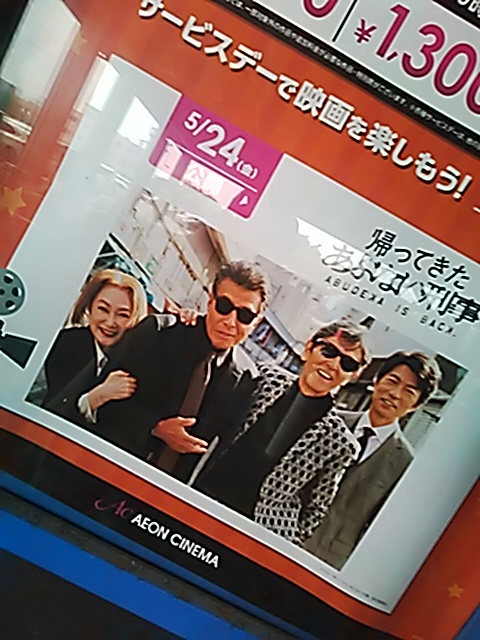 ¥1,300
サービスデーで映画を楽しもう!
5/24(金)
公開
帰ってきた
あぶない刑事
ABUDEKA IS BACK
AEON CINEMA